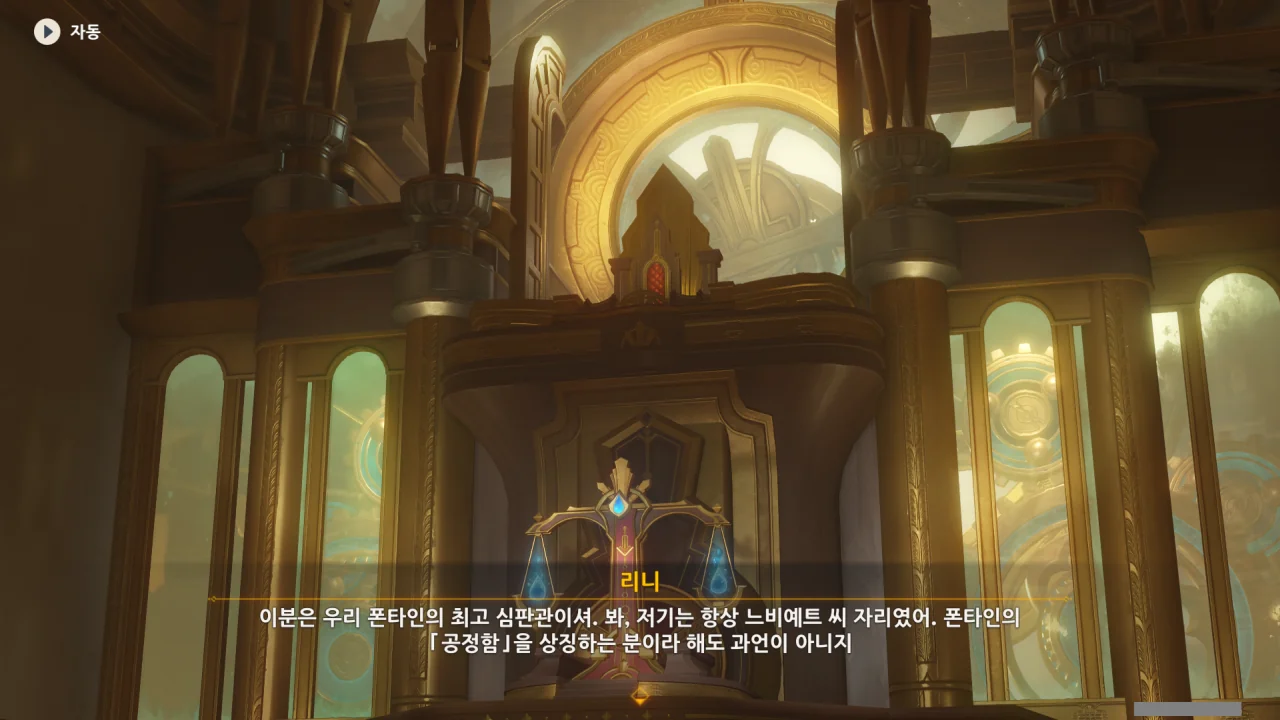 자동
리니
이분은 우리 폰타인의 최고 심판관이셔. 봐, 저기는 항상 느비예트 씨 자리였어. 폰타인의
「공정함」을 상징하는 분이라 해도 과언이 아니지